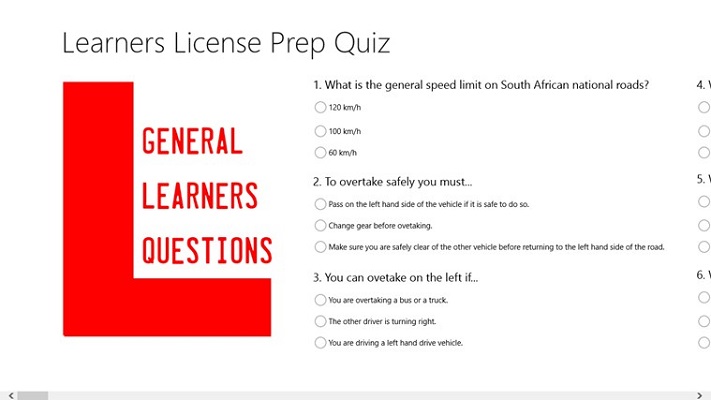 Learners License Prep Quiz
GENERAL
LEARNERS
QUESTIONS
1. What is the general speed limit on South African national roads?
120 km/h
100 km/h
60 km/h
2. To overtake safely you must...
Pass on the left hand side of the vehicle if it is safe to do so.
Change gear before ovetaking.
Make sure you are safely clear of the other vehicle before returning to the left hand side of the road.
3. You can ovetake on the left if...
You are overtaking a bus or a truck.
The other driver is turning right.
You are driving a left hand drive vehicle.
4.
5.
6.